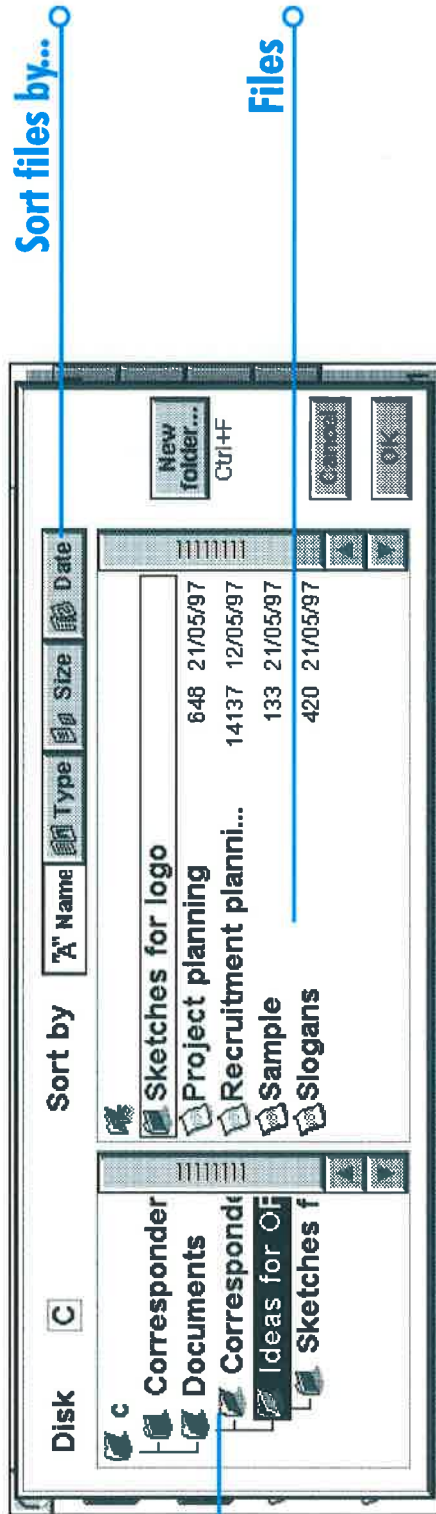 Sort files by...
Files
Disk C Sort by "A" Name Type Size Date
c
Corresponder
Documents
Corresponde
Ideas for Of
Sketches f
Sketches for logo
Project planning 648 21/05/97
Recruitment planni... 14137 12/05/97
Sample 133 21/05/97
Slogans 420 21/05/97
New
folder...
Ctrl+F
Cancel
OK